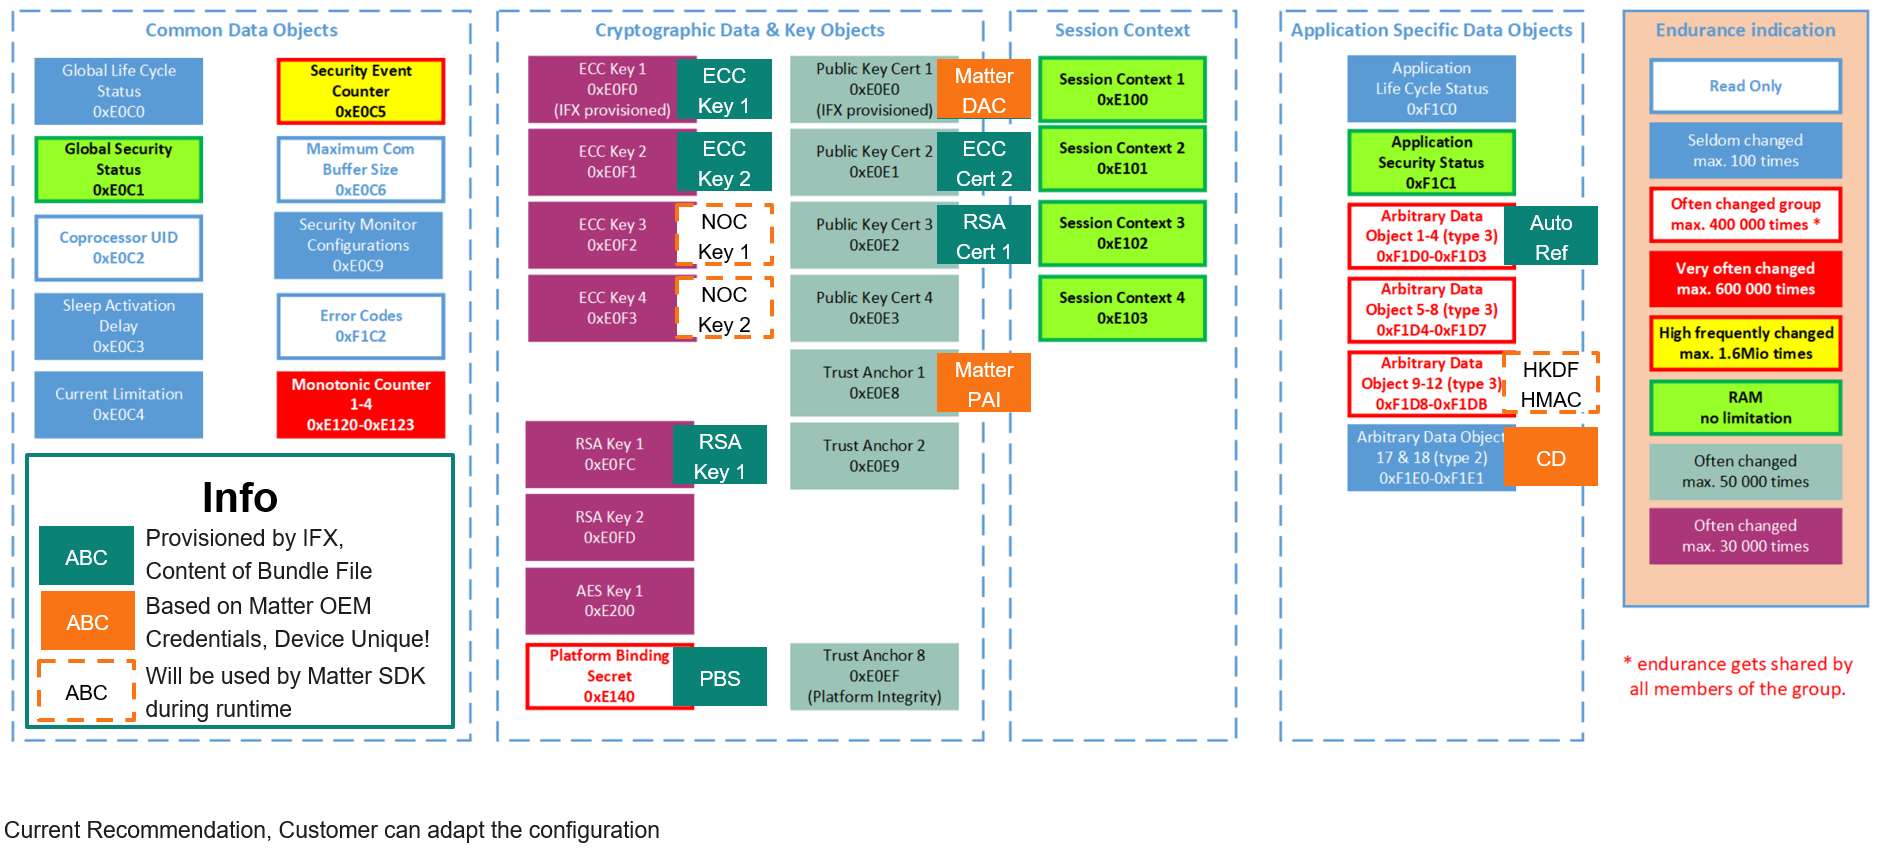 Common Data Objects
Global Life Cycle
Status
0xE0C0
Security Event
Counter
0xE0C5
Global Security
Status
0xE0C1
Maximum Com
Buffer Size
0xE0C6
Coprocessor UID
0xE0C2
Security Monitor
Configurations
0xE0C9
Sleep Activation
Delay
0xE0C3
Error Codes
0xF1C2
Current Limitation
0xE0C4
Monotonic Counter
1-4
0xE120-0xE123
Info
ABC
Provisioned by IFX,
Content of Bundle File
ABC
Based on Matter OEM
Credentials, Device Unique!
ABC
Will be used by Matter SDK
during runtime
Cryptographic Data & Key Objects
ECC Key 1
0xE0F0
(IFX provisioned)
ECC
Key 1
Public Key Cert 1
0xE0E0
(IFX provisioned)
Matter
DAC
ECC Key 2
0xE0F1
ECC
Key 2
Public Key Cert 2
0xE0E1
ECC
Cert 2
ECC Key 3
0xE0F2
NOC
Key 1
Public Key Cert 3
0xE0E2
RSA
Cert 1
ECC Key 4
0xE0F3
NOC
Key 2
Public Key Cert 4
0xE0E3
Trust Anchor 1
0xE0E8
Matter
PAI
RSA Key 1
0xE0FC
RSA
Key 1
Trust Anchor 2
0xE0E9
RSA Key 2
0xE0FD
AES Key 1
0xE200
Platform Binding
Secret
0xE140
PBS
Trust Anchor 8
0xE0EF
(Platform Integrity)
Session Context
Session Context 1
0xE100
Session Context 2
0xE101
Session Context 3
0xE102
Session Context 4
0xE103
Application Specific Data Objects
Application
Life Cycle Status
0xF1C0
Application
Security Status
0xF1C1
Arbitrary Data
Object 1-4 (type 3)
0xF1D0-0xF1D3
Auto
Ref
Arbitrary Data
Object 5-8 (type 3)
0xF1D4-0xF1D7
Arbitrary Data
Object 9-12 (type 3)
0xF1D8-0xF1DB
HKDF
HMAC
Arbitrary Data Object
17 & 18 (type 2)
0xF1E0-0xF1E1
CD
Endurance indication
Read Only
Seldom changed
max. 100 times
Often changed group
max. 400 000 times *
Very often changed
max. 600 000 times
High frequently changed
max. 1.6Mio times
RAM
no limitation
Often changed
max. 50 000 times
Often changed
max. 30 000 times
* endurance gets shared by
all members of the group.
Current Recommendation, Customer can adapt the configuration